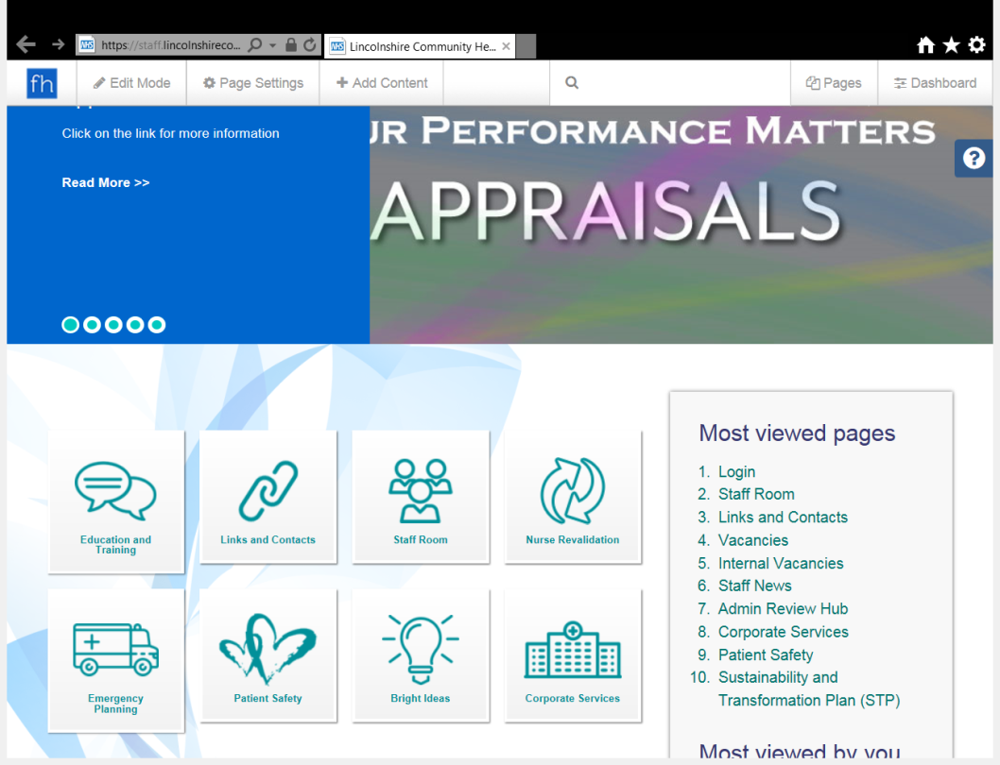 NHS https://staff.lincolnshireco...
NHS Lincolnshire Community He...
fh
Edit Mode
Page Settings
Add Content
Pages
Dashboard
Click on the link for more information
Read More >>
UR PERFORMANCE MATTERS
APPRAISALS
?
Education and
Training
Links and Contacts
Staff Room
Nurse Revalidation
Emergency
Planning
Patient Safety
Bright Ideas
Corporate Services
Most viewed pages
1. Login
2. Staff Room
3. Links and Contacts
4. Vacancies
5. Internal Vacancies
6. Staff News
7. Admin Review Hub
8. Corporate Services
9. Patient Safety
10. Sustainability and
Transformation Plan (STP)
Most viewed by you